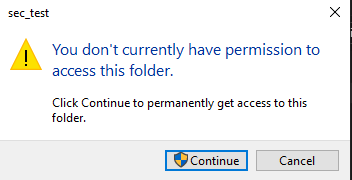 sec_test
You don't currently have permission to
access this folder.
Click Continue to permanently get access to this
folder.
Continue
Cancel